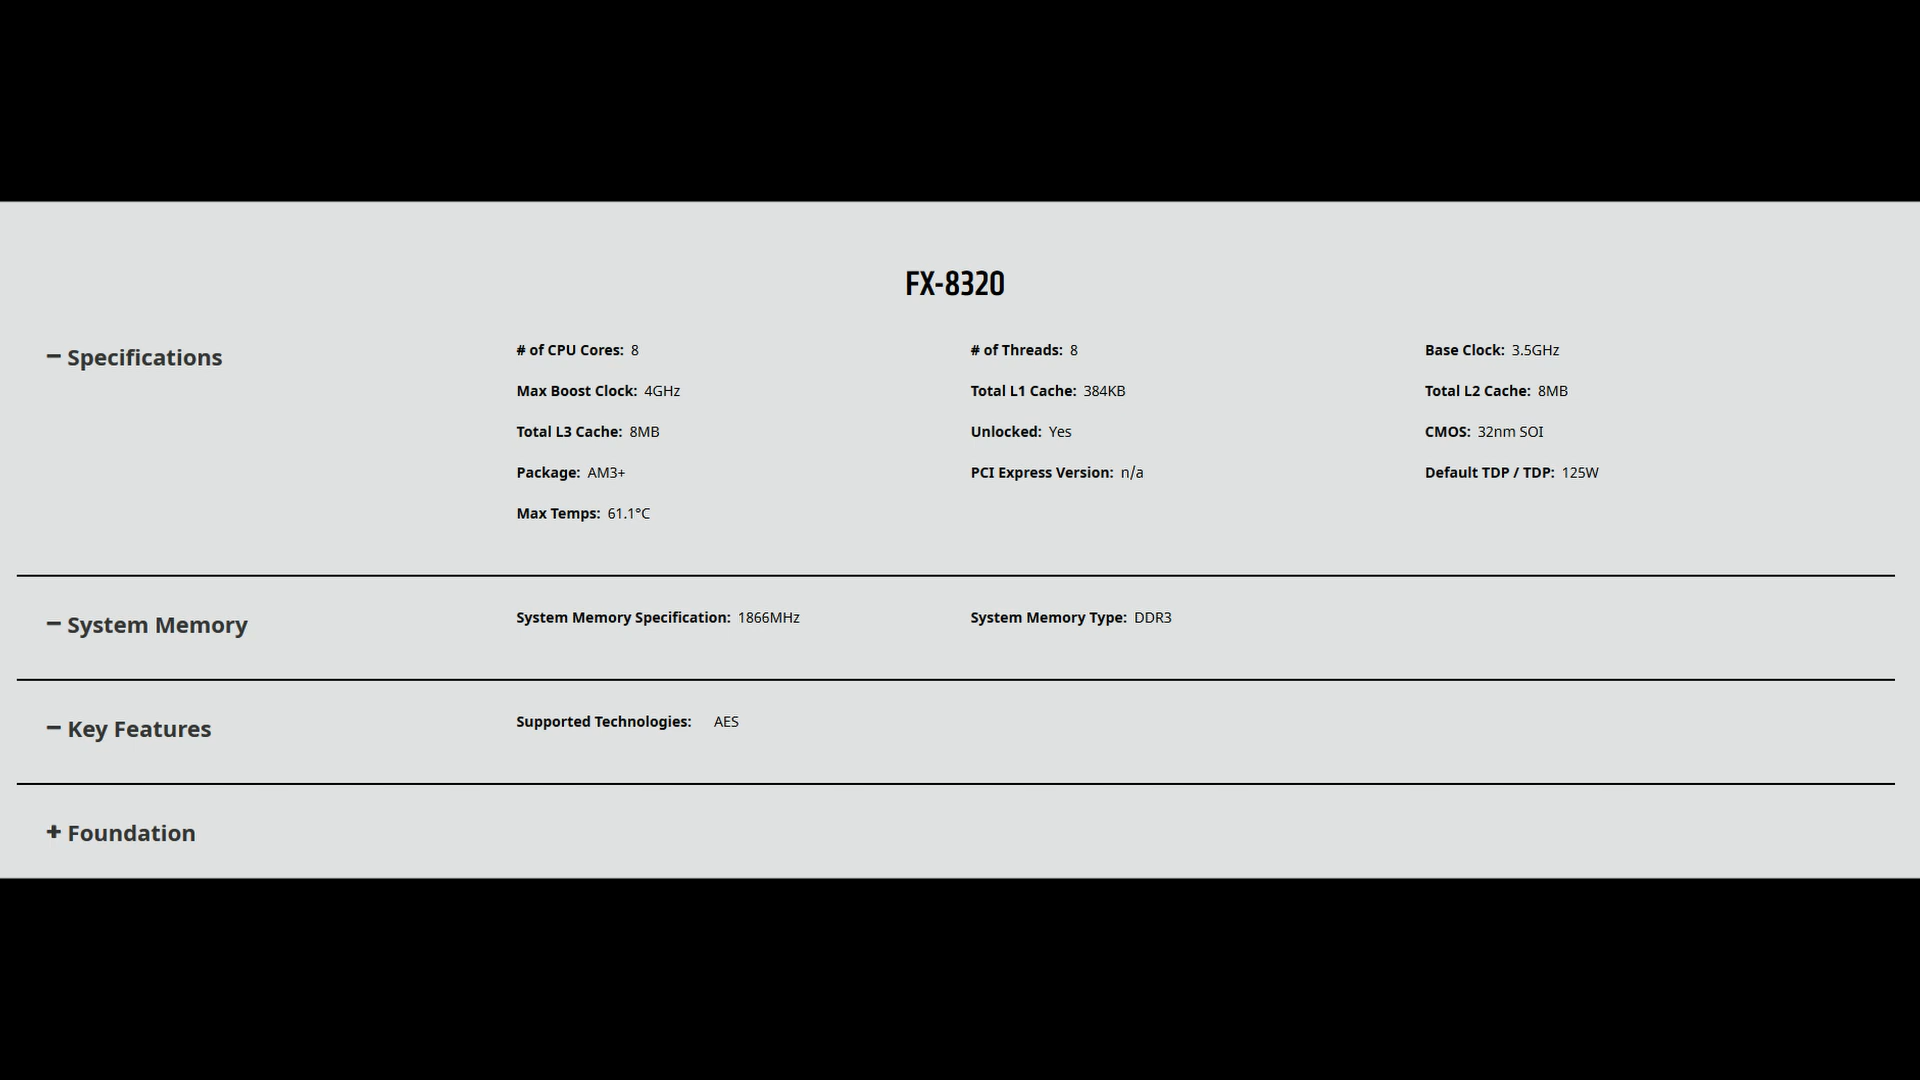 FX-8320
− Specifications
# of CPU Cores: 8
# of Threads: 8
Base Clock: 3.5GHz
Max Boost Clock: 4GHz
Total L1 Cache: 384KB
Total L2 Cache: 8MB
Total L3 Cache: 8MB
Unlocked: Yes
CMOS: 32nm SOI
Package: AM3+
PCI Express Version: n/a
Default TDP / TDP: 125W
Max Temps: 61.1°C
− System Memory
System Memory Specification: 1866MHz
System Memory Type: DDR3
− Key Features
Supported Technologies: AES
+ Foundation